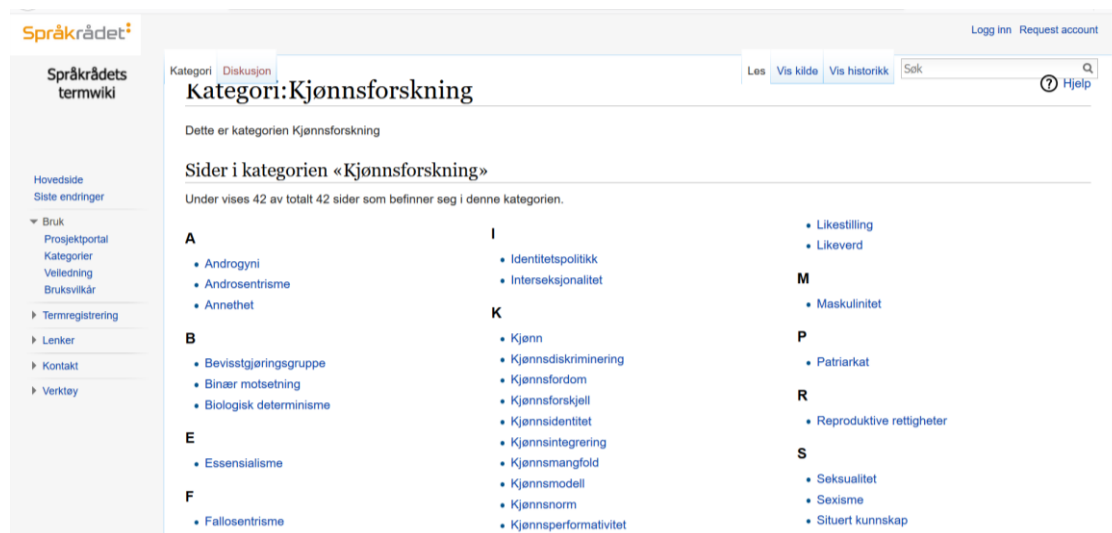 Språkrådet
Logg inn Request account
Språkrådets
termwiki
Kategori Diskusjon
Les Vis kilde Vis historikk Søk
Hjelp
Kategori:Kjønnsforskning
Dette er kategorien Kjønnsforskning
Sider i kategorien «Kjønnsforskning»
Under vises 42 av totalt 42 sider som befinner seg i denne kategorien.
Hovedside
Siste endringer
Bruk
Prosjektportal
Kategorier
Veiledning
Bruksvilkår
Termregistrering
Lenker
Kontakt
Verktøy
A
Androgyni
Androsentrisme
Annethet
B
Bevisstgjøringsgruppe
Binær motsetning
Biologisk determinisme
E
Essensialisme
F
Fallosentrisme
I
Identitetspolitikk
Interseksjonalitet
K
Kjønn
Kjønnsdiskriminering
Kjønnsfordom
Kjønnsforskjell
Kjønnsidentitet
Kjønnsintegrering
Kjønnsmangfold
Kjønnsmodell
Kjønnsnorm
Kjønnsperformativitet
Likestilling
Likeverd
M
Maskulinitet
P
Patriarkat
R
Reproduktive rettigheter
S
Seksualitet
Sexisme
Situert kunnskap